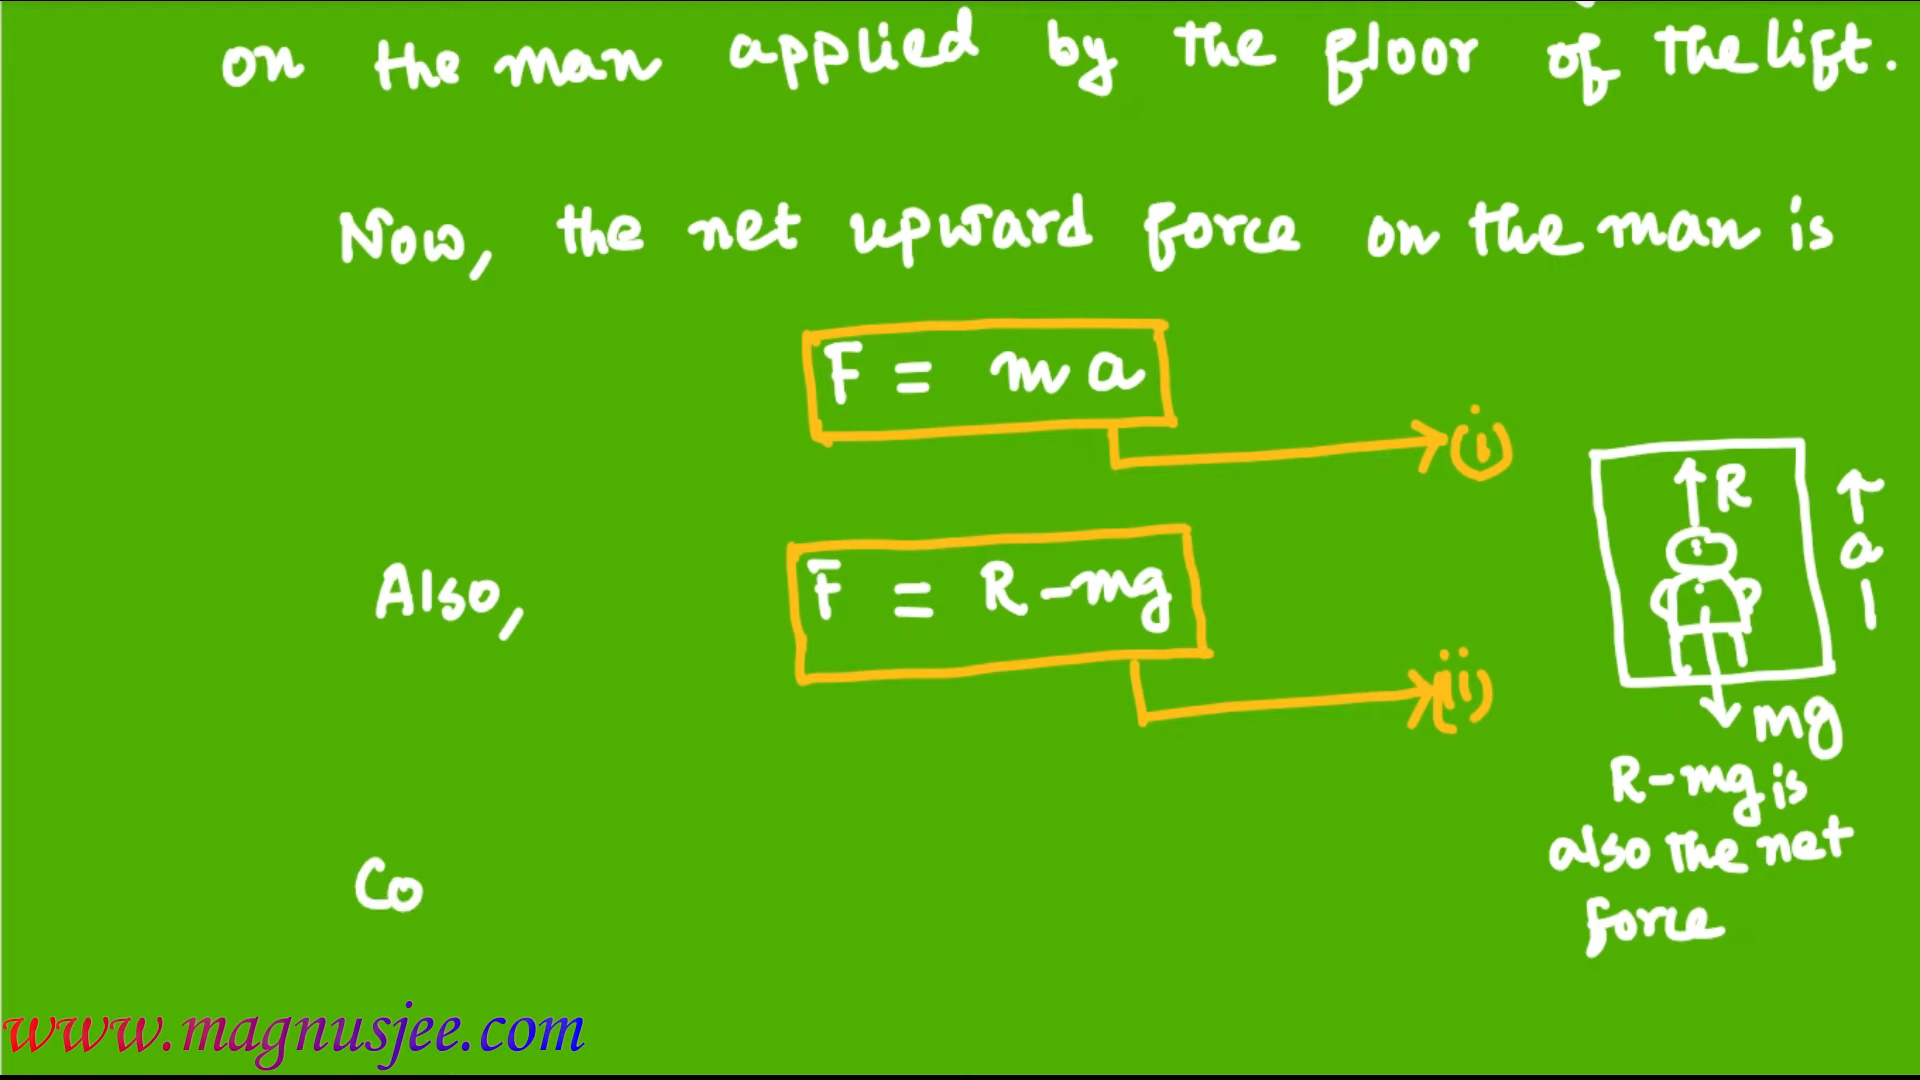 on the man applied by the floor of the lift.
Now, the net upward force on the man is
F = ma
(i)
R
a
Also, F = R-mg
(ii)
mg
R-mg is
also the net
force
Co
www.magnusjee.com